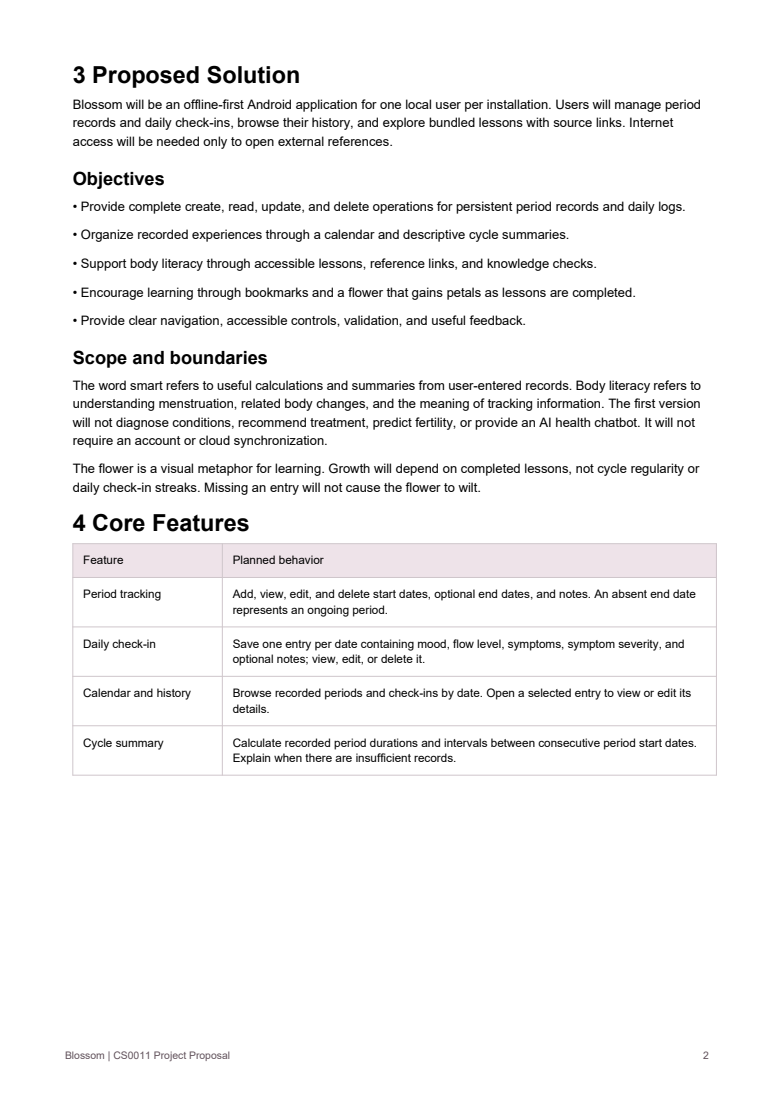 3 Proposed Solution
Blossom will be an offline-first Android application for one local user per installation. Users will manage period
records and daily check-ins, browse their history, and explore bundled lessons with source links. Internet
access will be needed only to open external references.
Objectives
• Provide complete create, read, update, and delete operations for persistent period records and daily logs.
• Organize recorded experiences through a calendar and descriptive cycle summaries.
• Support body literacy through accessible lessons, reference links, and knowledge checks.
• Encourage learning through bookmarks and a flower that gains petals as lessons are completed.
• Provide clear navigation, accessible controls, validation, and useful feedback.
Scope and boundaries
The word smart refers to useful calculations and summaries from user-entered records. Body literacy refers to
understanding menstruation, related body changes, and the meaning of tracking information. The first version
will not diagnose conditions, recommend treatment, predict fertility, or provide an AI health chatbot. It will not
require an account or cloud synchronization.
The flower is a visual metaphor for learning. Growth will depend on completed lessons, not cycle regularity or
daily check-in streaks. Missing an entry will not cause the flower to wilt.
4 Core Features
Feature Planned behavior
Period tracking Add, view, edit, and delete start dates, optional end dates, and notes. An absent end date
represents an ongoing period.
Daily check-in Save one entry per date containing mood, flow level, symptoms, symptom severity, and
optional notes; view, edit, or delete it.
Calendar and history Browse recorded periods and check-ins by date. Open a selected entry to view or edit its
details.
Cycle summary Calculate recorded period durations and intervals between consecutive period start dates.
Explain when there are insufficient records.
Blossom | CS0011 Project Proposal 2